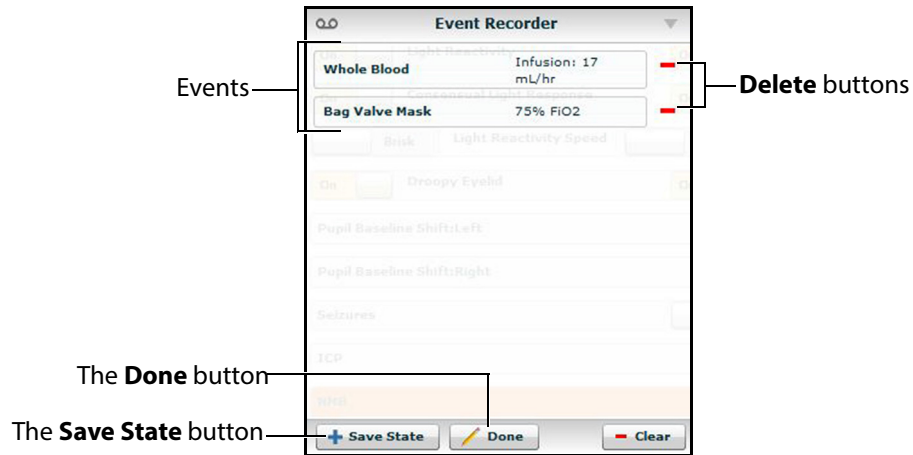 Event Recorder
Light Reactivity
Whole Blood
Infusion: 17
mL/hr
Events
Delete buttons
Consensual Light Response
Bag Valve Mask
75% FiO2
Brisk
Light Reactivity Speed
On
Droopy Eyelid
Pupil Baseline Shift:Left
Pupil Baseline Shift:Right
Seizures
ICP
The Done button
The Save State button
Save State
Done
Clear